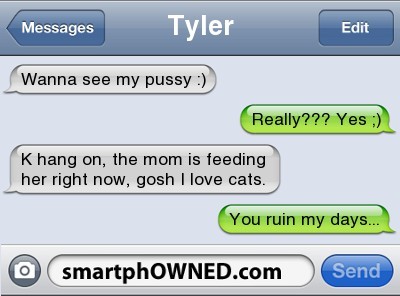 Messages
Tyler
Edit
Wanna see my pussy :)
Really??? Yes ;)
K hang on, the mom is feeding
her right now, gosh I love cats.
You ruin my days...
smartphOWNED.com
Send